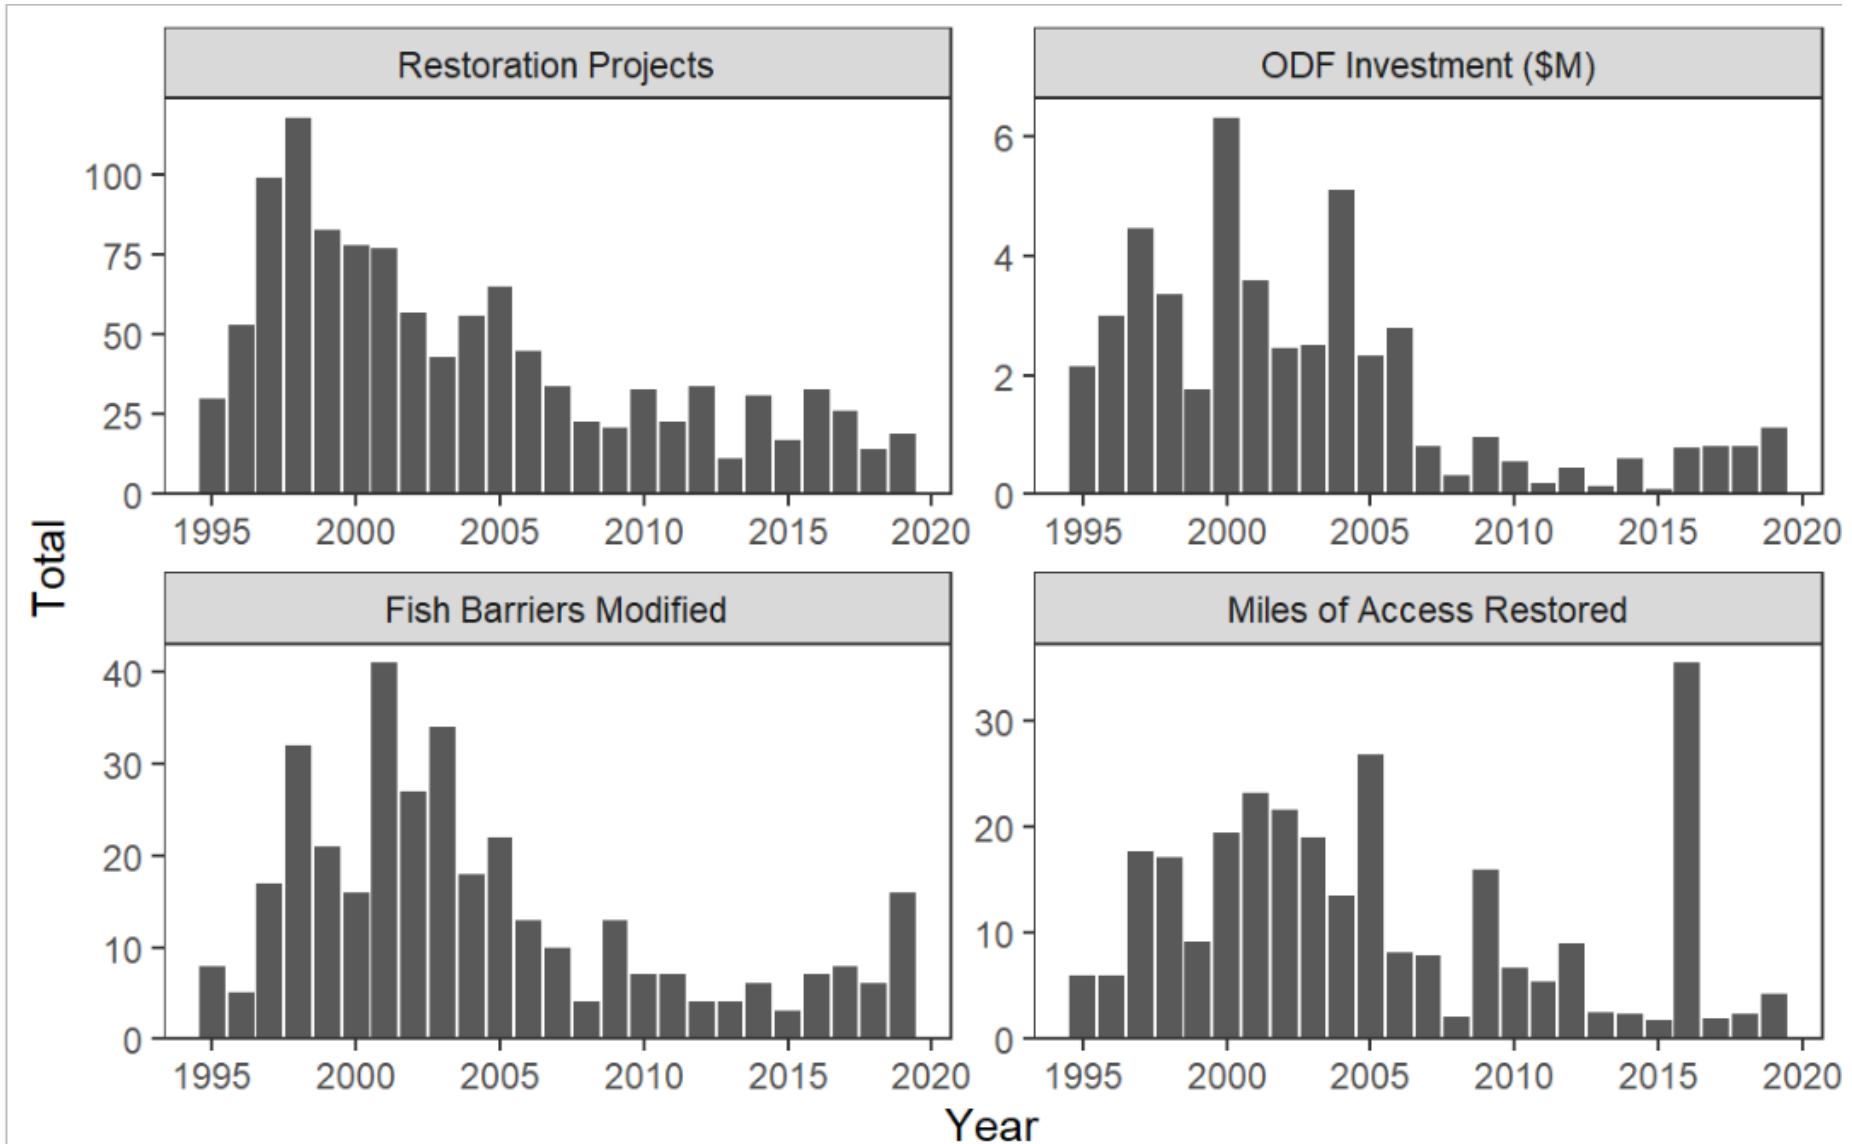 Restoration Projects
ODF Investment ($M)
100
75
50
25
0
6
4
2
0
1995 2000 2005 2010 2015 2020
1995 2000 2005 2010 2015 2020
Total
Fish Barriers Modified
Miles of Access Restored
40
30
20
10
0
30
20
10
0
1995 2000 2005 2010 2015 2020
1995 2000 2005 2010 2015 2020
Year